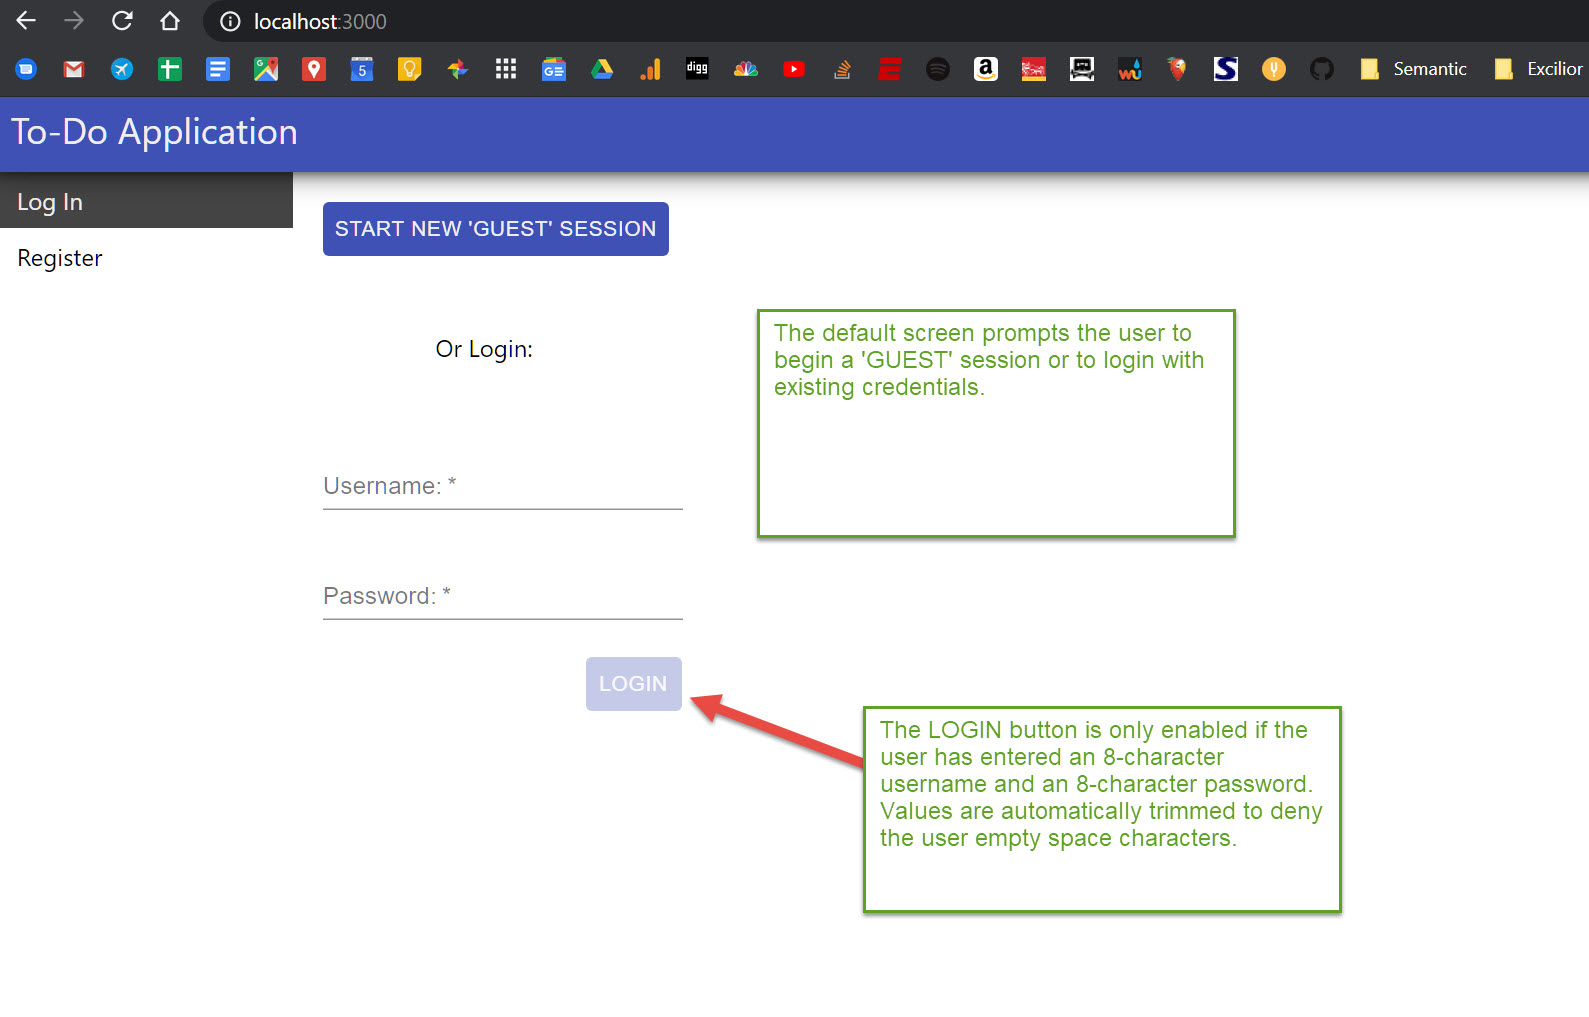 localhost:3000
G
5
GE
digg
a
wu
S
Semantic
Excilior
To-Do Application
Log In
START NEW 'GUEST' SESSION
Register
Or Login:
The default screen prompts the user to
begin a 'GUEST' session or to login with
existing credentials.
Username: *
Password: *
LOGIN
The LOGIN button is only enabled if the
user has entered an 8-character
username and an 8-character password.
Values are automatically trimmed to deny
the user empty space characters.